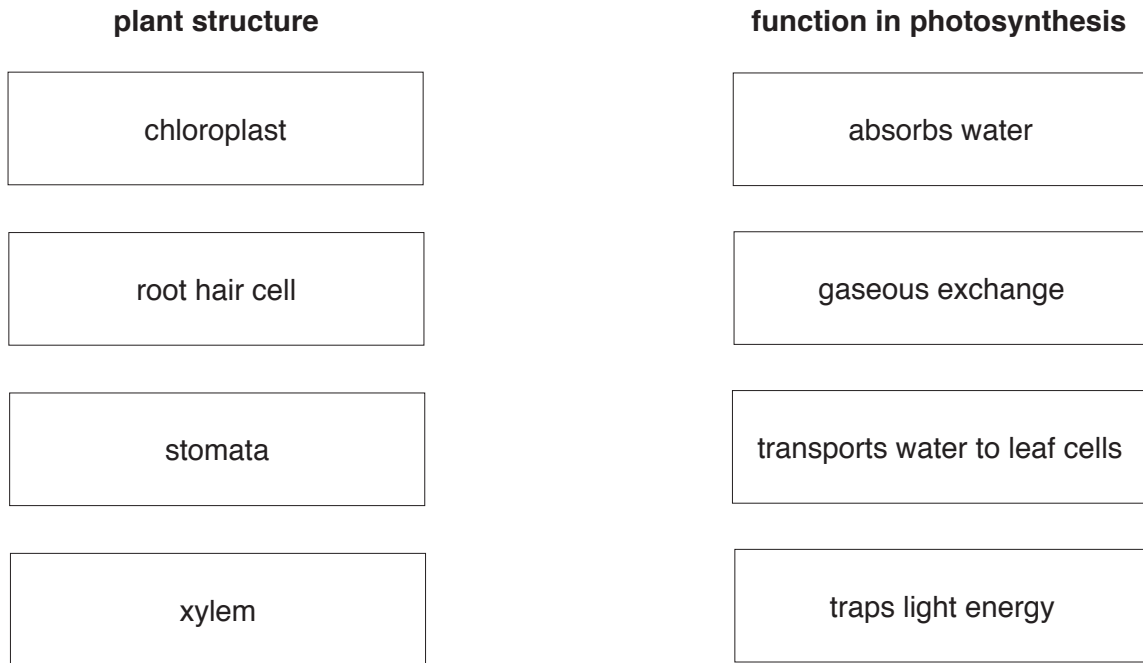 plant structure
function in photosynthesis
chloroplast
absorbs water
root hair cell
gaseous exchange
stomata
transports water to leaf cells
xylem
traps light energy